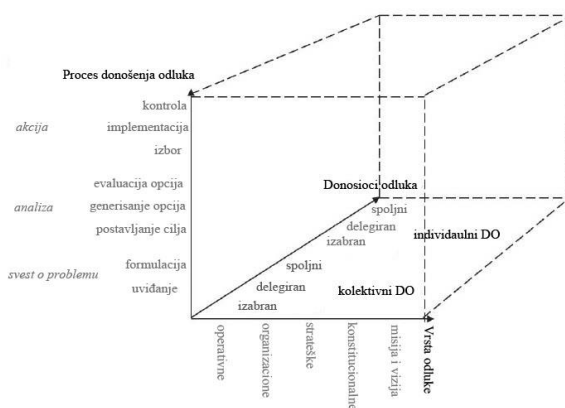 Proces donošenja odluka
kontrola
akcija
implementacija
izbor
evaluacija opcija
analiza
generisanje opcija
postavljanje cilja
svest o problemu
formulacija
uviđanje
Donosioci odluka
spoljni
delegiran
izabran
individaulni DO
spoljni
delegiran
izabran
kolektivni DO
operativne
organizacione
strateške
konstitucionalne
misija i vizija
Vrsta odluke